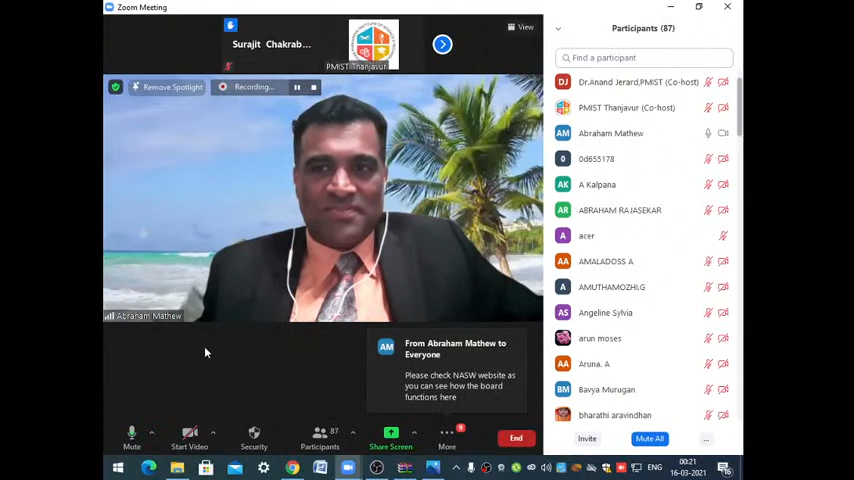 Zoom Meeting
Surajit Chakrab...
PMIST Thanjavur
View
Remove Spotlight
Recording...
Abraham Mathew
From Abraham Mathew to
Everyone
Please check NASW website as
you can see how the board
functions here
Mute
Start Video
Security
87
Participants
Share Screen
9
More
End
Participants (87)
Find a participant
DJ Dr.Anand Jerard,PMIST (Co-host)
PMIST Thanjavur (Co-host)
AM Abraham Mathew
0 0d655178
AK A Kalpana
AR ABRAHAM RAJASEKAR
A acer
AA AMALADOSS A
A AMUTHAMOZHI.G
AS Angeline Sylvia
arun moses
AA Aruna. A
BM Bavya Murugan
bharathi aravindhan
Invite
Mute All
...
AM
ENG
00:21
16-03-2021